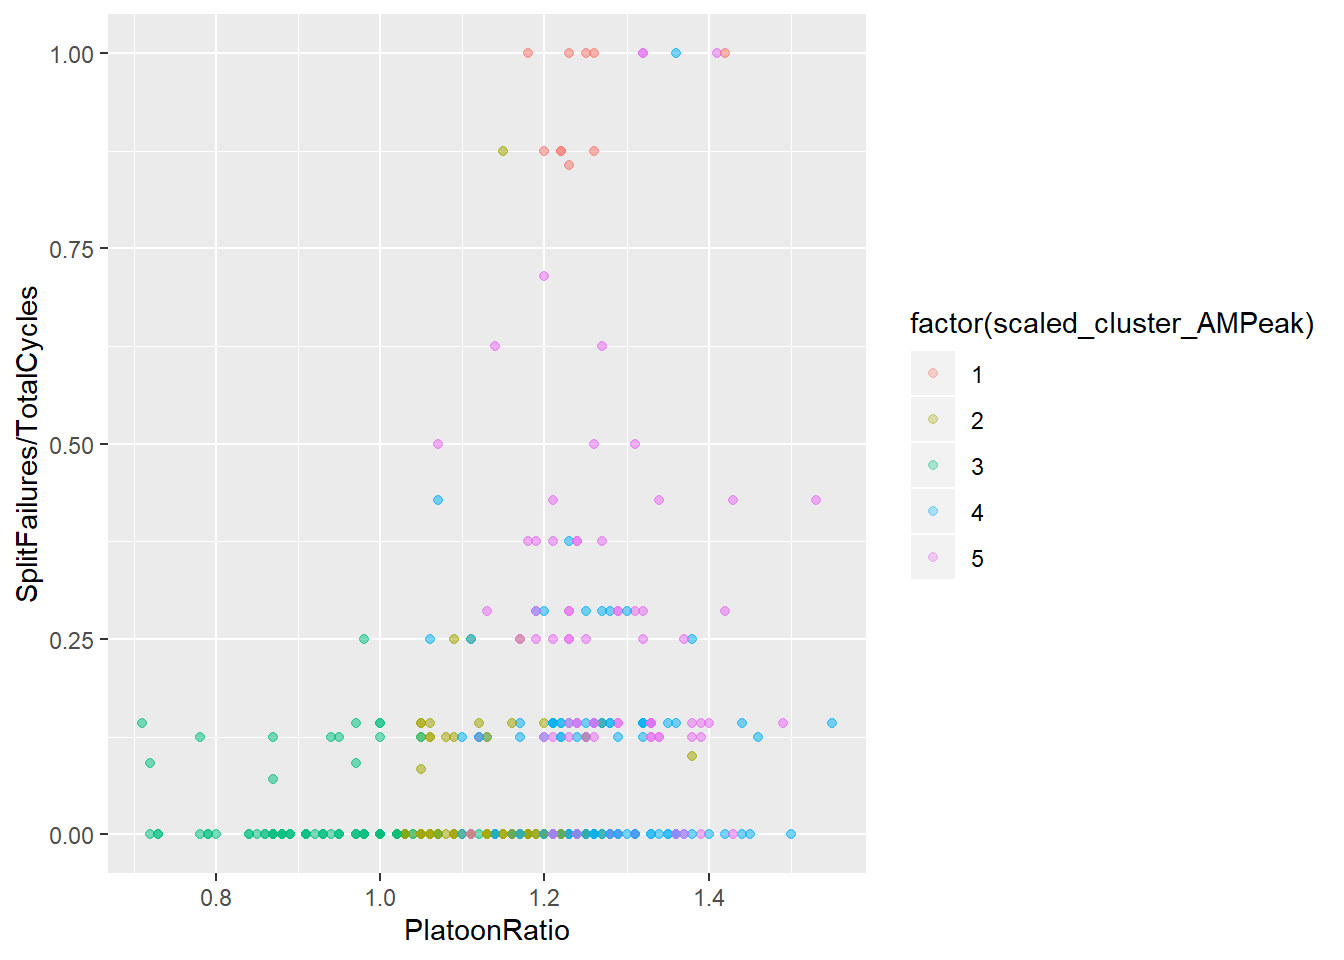 1.00
0.75
0.50
0.25
0.00
SplitFailures/TotalCycles
0.8 1.0 1.2 1.4
PlatoonRatio
factor(scaled_cluster_AMPeak)
1
2
3
4
5